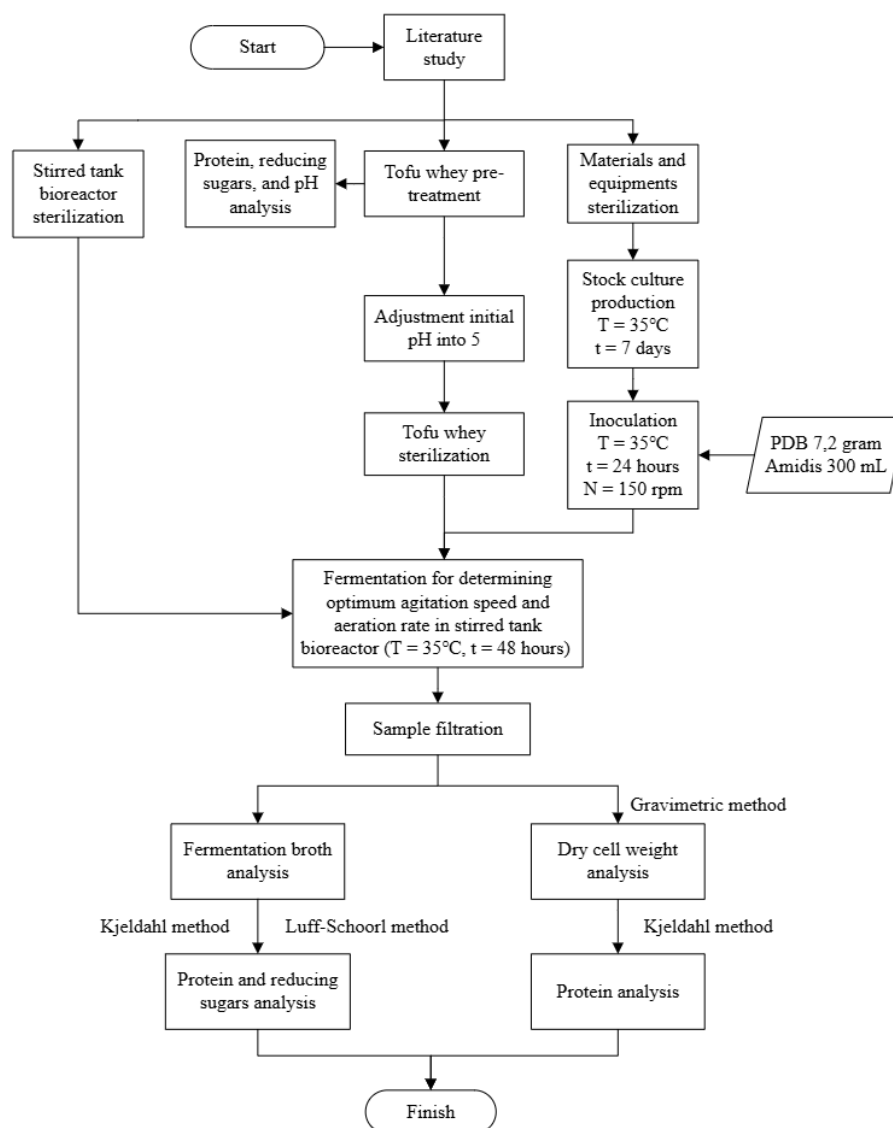 Start
Literature
study
Stirred tank
bioreactor
sterilization
Protein, reducing
sugars, and pH
analysis
Tofu whey pre-
treatment
Materials and
equipments
sterilization
Stock culture
production
T = 35°C
t = 7 days
Adjustment initial
pH into 5
Tofu whey
sterilization
Inoculation
T = 35°C
t = 24 hours
N = 150 rpm
PDB 7,2 gram
Amidis 300 mL
Fermentation for determining
optimum agitation speed and
aeration rate in stirred tank
bioreactor (T = 35°C, t = 48 hours)
Sample filtration
Gravimetric method
Fermentation broth
analysis
Dry cell weight
analysis
Kjeldahl method
Luff-Schoorl method
Kjeldahl method
Protein and reducing
sugars analysis
Protein analysis
Finish